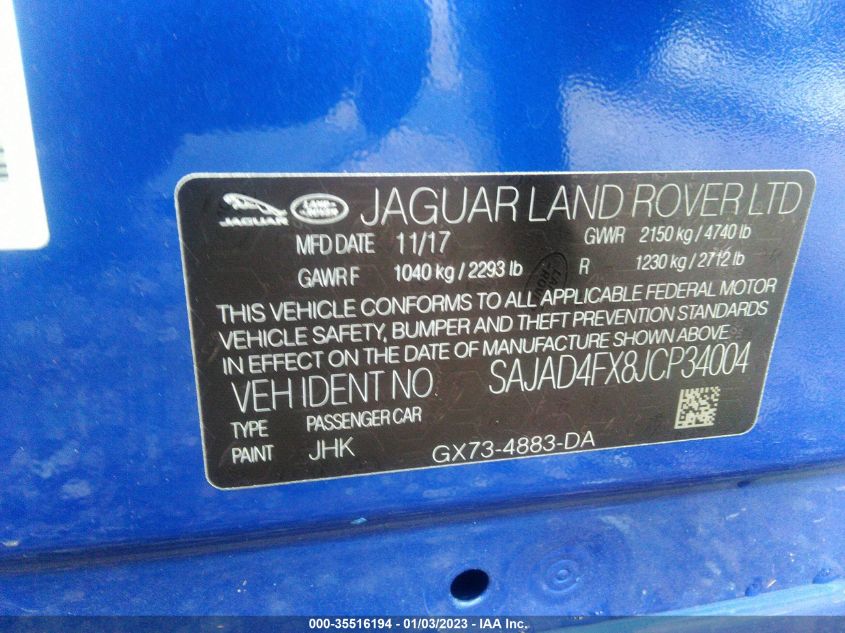 JAGUAR
LAND ROVER
JAGUAR LAND ROVER LTD
MFD DATE 11/17 GVWR 2150 kg / 4740 lb
GAWR F 1040 kg / 2293 lb R 1230 kg / 2712 lb
THIS VEHICLE CONFORMS TO ALL APPLICABLE FEDERAL MOTOR
VEHICLE SAFETY, BUMPER AND THEFT PREVENTION STANDARDS
IN EFFECT ON THE DATE OF MANUFACTURE SHOWN ABOVE.
VEH IDENT NO. SAJAD4FX8JCP34004
TYPE PASSENGER CAR
PAINT JHK GX73-4883-DA
000-35516194 - 01/03/2023 - IAA Inc.